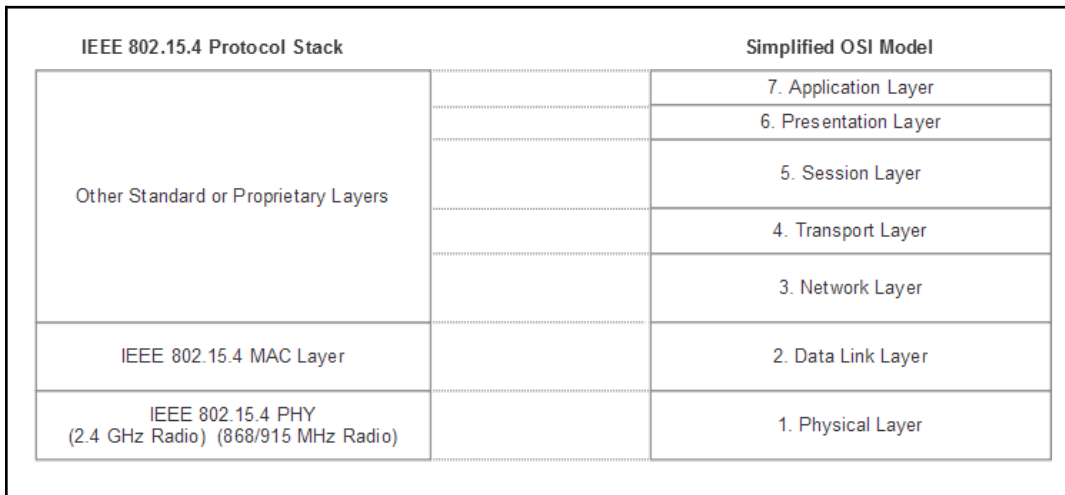 IEEE 802.15.4 Protocol Stack
Simplified OSI Model
7. Application Layer
6. Presentation Layer
5. Session Layer
Other Standard or Proprietary Layers
4. Transport Layer
3. Network Layer
IEEE 802.15.4 MAC Layer
2. Data Link Layer
IEEE 802.15.4 PHY
(2.4 GHz Radio) (868/915 MHz Radio)
1. Physical Layer